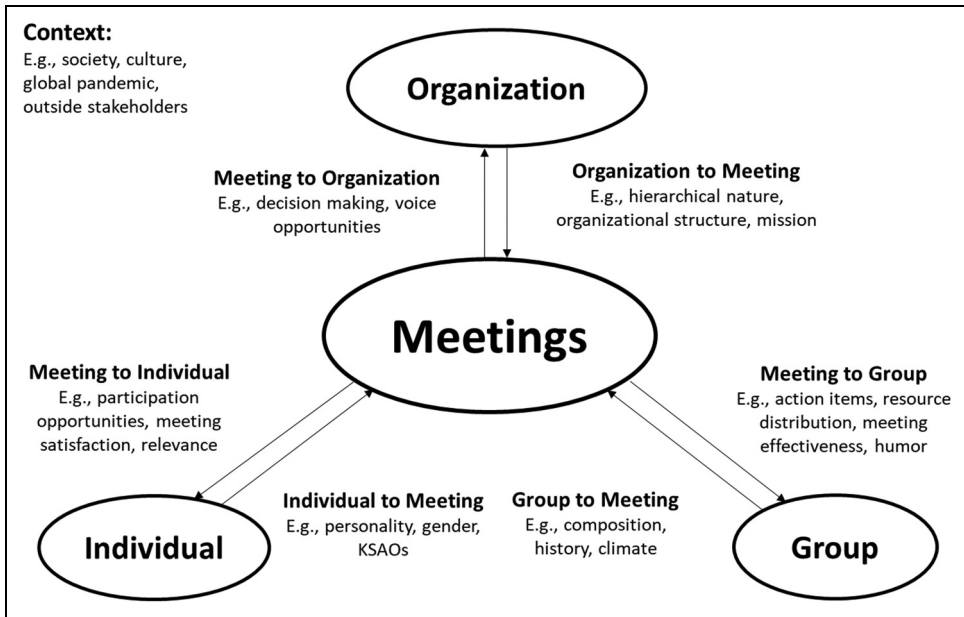 Context:
E.g., society, culture,
global pandemic,
outside stakeholders
Organization
Meeting to Organization
E.g., decision making, voice
opportunities
Organization to Meeting
E.g., hierarchical nature,
organizational structure, mission
Meetings
Meeting to Individual
E.g., participation
opportunities, meeting
satisfaction, relevance
Meeting to Group
E.g., action items, resource
distribution, meeting
effectiveness, humor
Individual to Meeting
E.g., personality, gender,
KSAOs
Group to Meeting
E.g., composition,
history, climate
Individual
Group